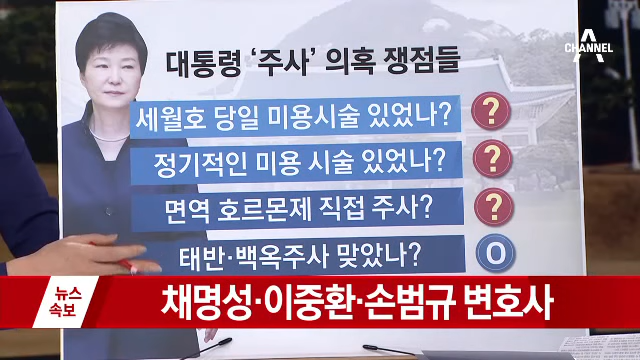 CHANNEL A
대통령 '주사' 의혹 쟁점들
세월호 당일 미용시술 있었나? ?
정기적인 미용 시술 있었나? ?
면역 호르몬제 직접 주사? ?
태반·백옥주사 맞았나? O
뉴스
속보
채명성·이중환·손범규 변호사